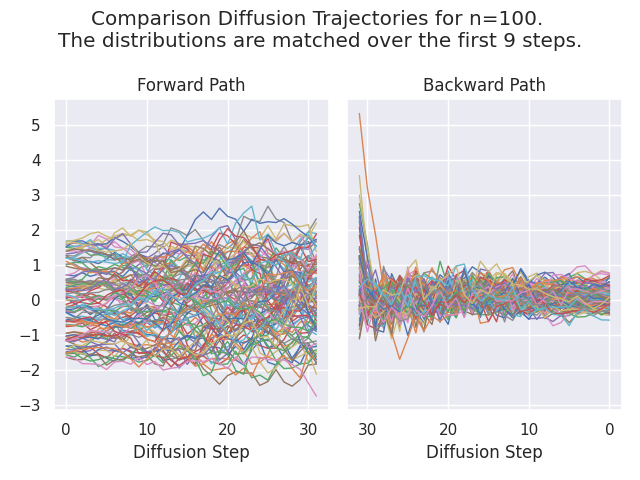 Comparison Diffusion Trajectories for n=100.
The distributions are matched over the first 9 steps.
Forward Path
Backward Path
5
4
3
2
1
0
−1
−2
−3
0 10 20 30
30 20 10 0
Diffusion Step
Diffusion Step